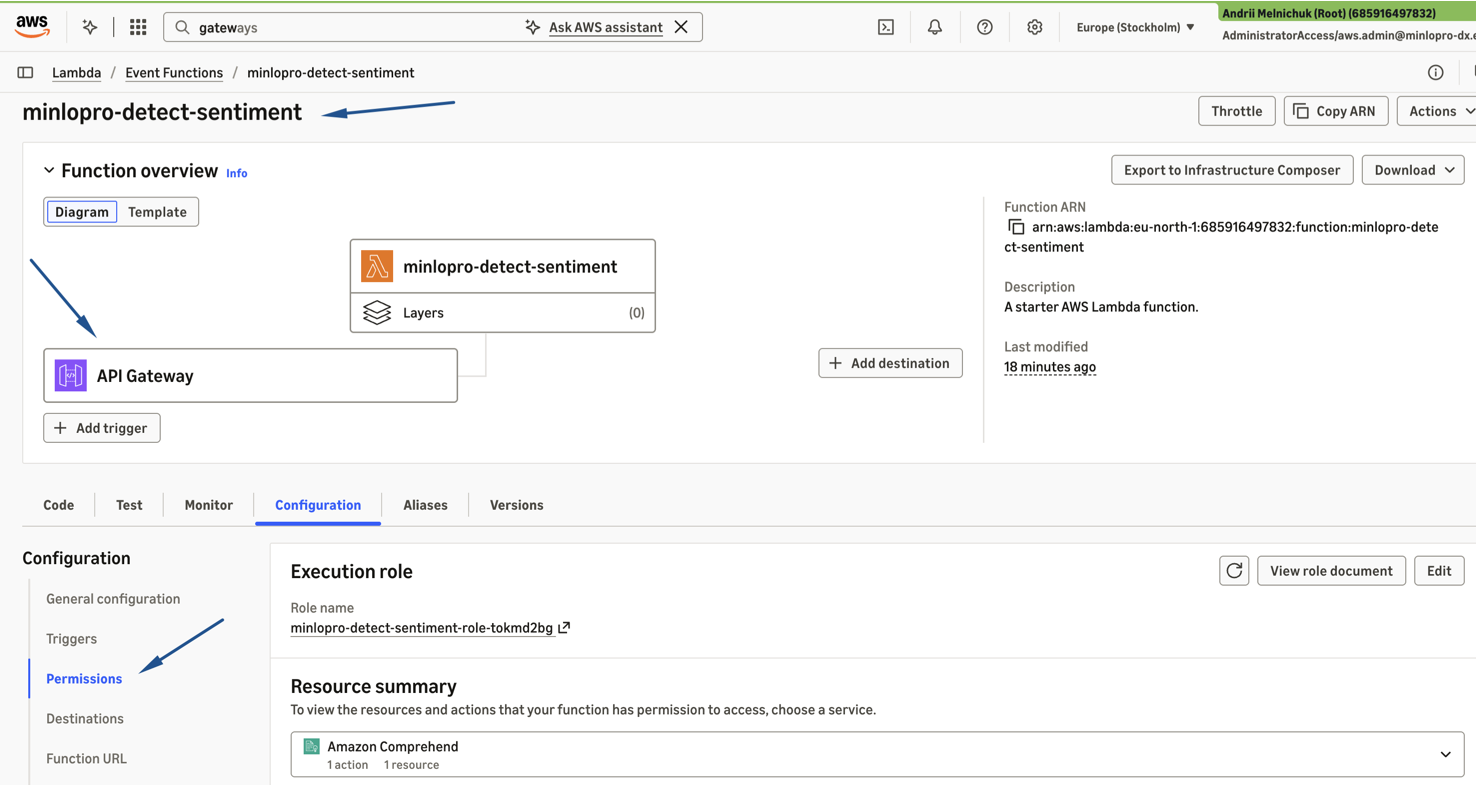 aws
gateways
Ask AWS assistant
Europe (Stockholm)
Andrii Melnichuk (Root) (685916497832)
AdministratorAccess/aws.admin@minlopro-dx.e
Lambda / Event Functions / minlopro-detect-sentiment
minlopro-detect-sentiment
Throttle
Copy ARN
Actions
Function overview Info
Export to Infrastructure Composer
Download
Diagram
Template
minlopro-detect-sentiment
Layers (0)
API Gateway
+ Add trigger
+ Add destination
Function ARN
arn:aws:lambda:eu-north-1:685916497832:function:minlopro-dete
ct-sentiment
Description
A starter AWS Lambda function.
Last modified
18 minutes ago
Code
Test
Monitor
Configuration
Aliases
Versions
Configuration
General configuration
Triggers
Permissions
Destinations
Function URL
Execution role
View role document
Edit
Role name
minlopro-detect-sentiment-role-tokmd2bg
Resource summary
To view the resources and actions that your function has permission to access, choose a service.
Amazon Comprehend
1 action 1 resource